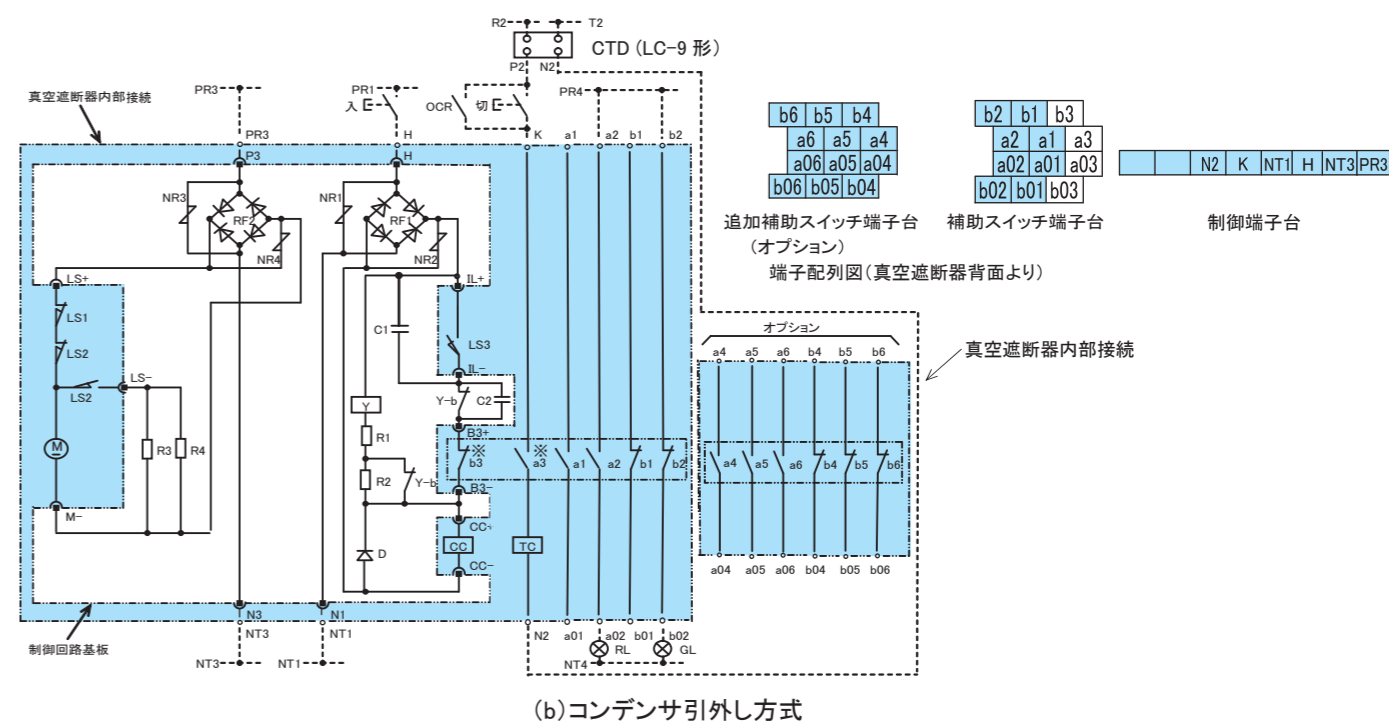 R2 T2
CTD (LC-9 形)
P2 N2
真空遮断器内部接続
PR3 PR1 入 OCR 切 PR4
PR3 H K a1 a2 b1 b2
P3 H
NR3 RF2 NR4 NR1 RF1 NR2
LS+ IL+
LS1 C1 LS3
LS2 IL-
LS2 LS- Y-b C2
Y B3+
M R3 R4 R1 ※ b3 ※ a3 a1 a2 b1 b2
R2 Y-b B3-
M- CC+
D CC TC
CC-
N3 N1
NT3 NT1 N2 a01 a02 b01 b02
制御回路基板
RL GL
NT3 NT1 NT4
b6 b5 b4
a6 a5 a4
a06 a05 a04
b06 b05 b04
追加補助スイッチ端子台
(オプション)
b2 b1 b3
a2 a1 a3
a02 a01 a03
b02 b01 b03
補助スイッチ端子台
N2 K NT1 H NT3 PR3
制御端子台
端子配列図(真空遮断器背面より)
オプション
a4 a5 a6 b4 b5 b6
a4 a5 a6 b4 b5 b6
a04 a05 a06 b04 b05 b06
真空遮断器内部接続
(b)コンデンサ引外し方式